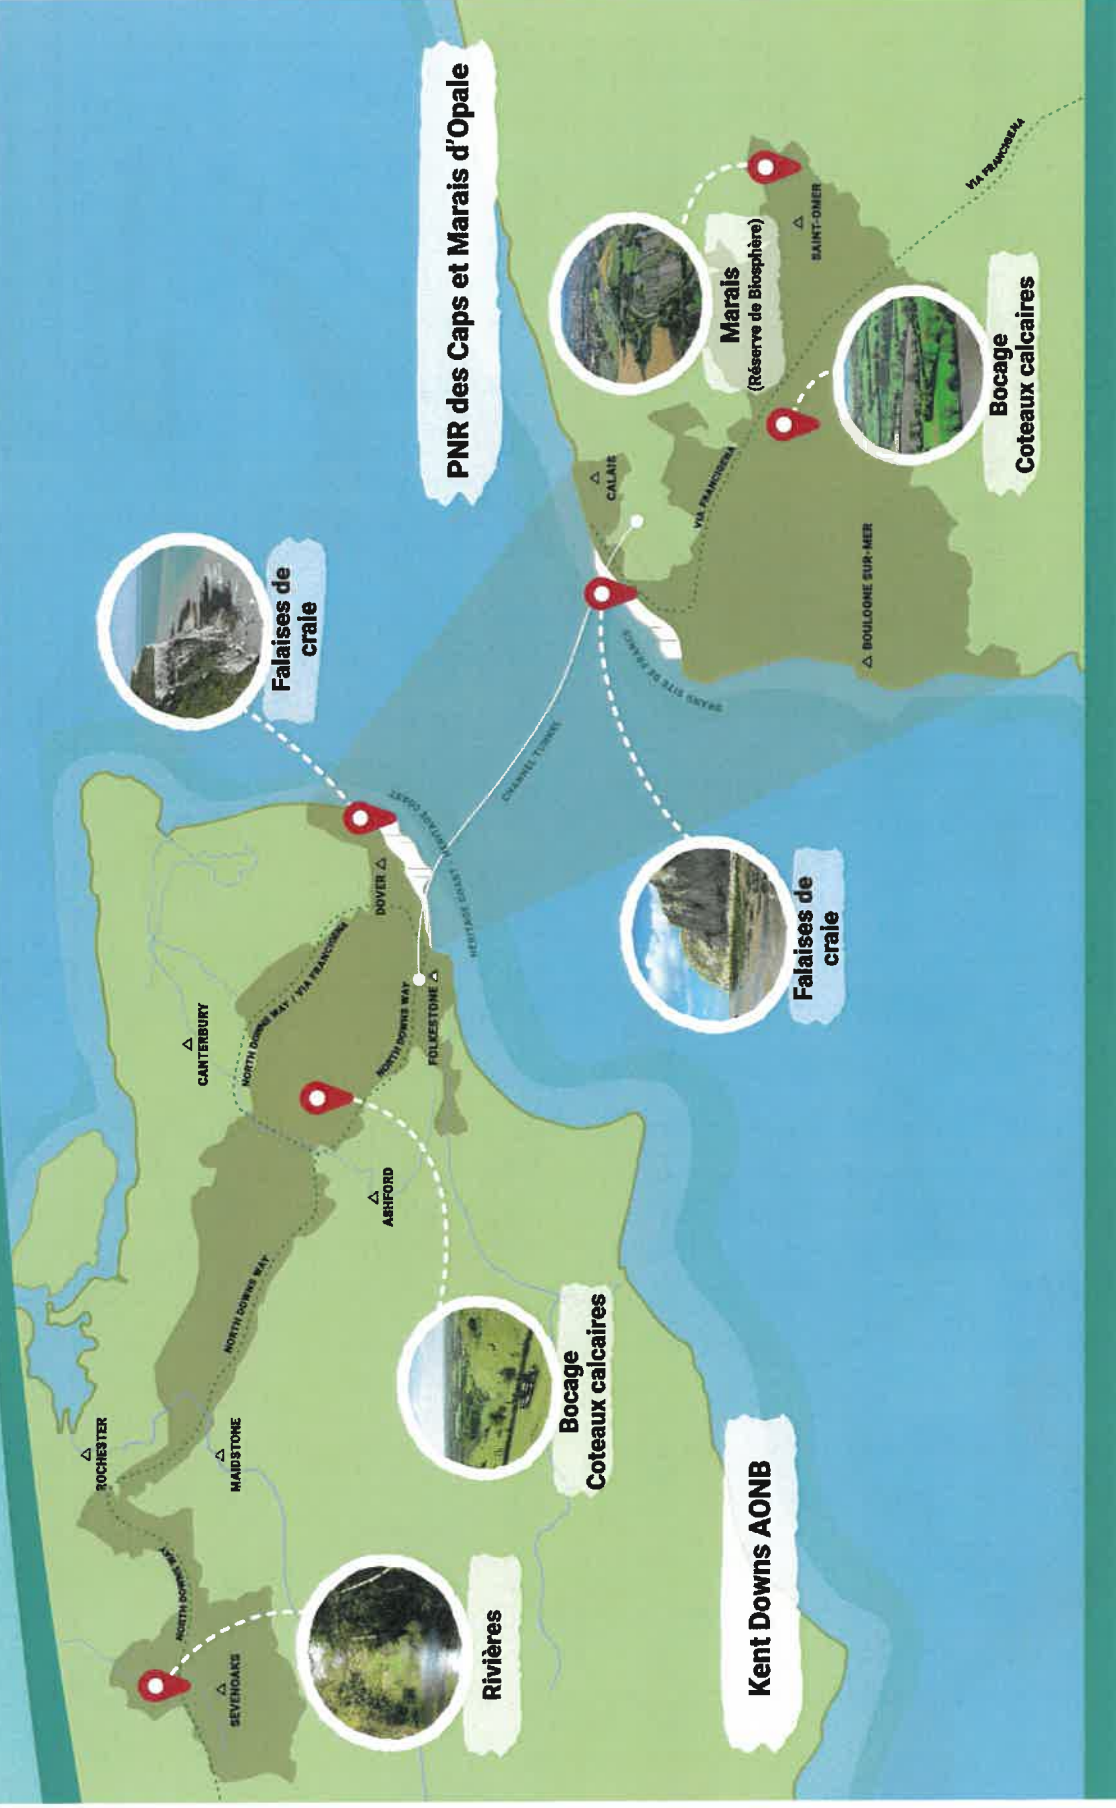 PNR des Caps et Marais d'Opale
Falaises de
craie
ROCHESTER
NORTH DOWNS WAY
SEVENOAKS
MAIDSTONE
NORTH DOWNS WAY
CANTERBURY
NORTH DOWNS WAY / VIA FRANCIGENA
DOVER
ASHFORD
NORTH DOWNS WAY
FOLKESTONE
HERITAGE COAST / HERITAGE COAST
CHANNEL TUNNEL
Rivières
Bocage
Coteaux calcaires
Kent Downs AONB
Falaises de
craie
GRAND SITE DE FRANCE
CALAIS
VIA FRANCIGENA
Marais
(Réserve de Biosphère)
SAINT-OMER
BOULOGNE SUR-MER
Bocage
Coteaux calcaires
VIA FRANCIGENA